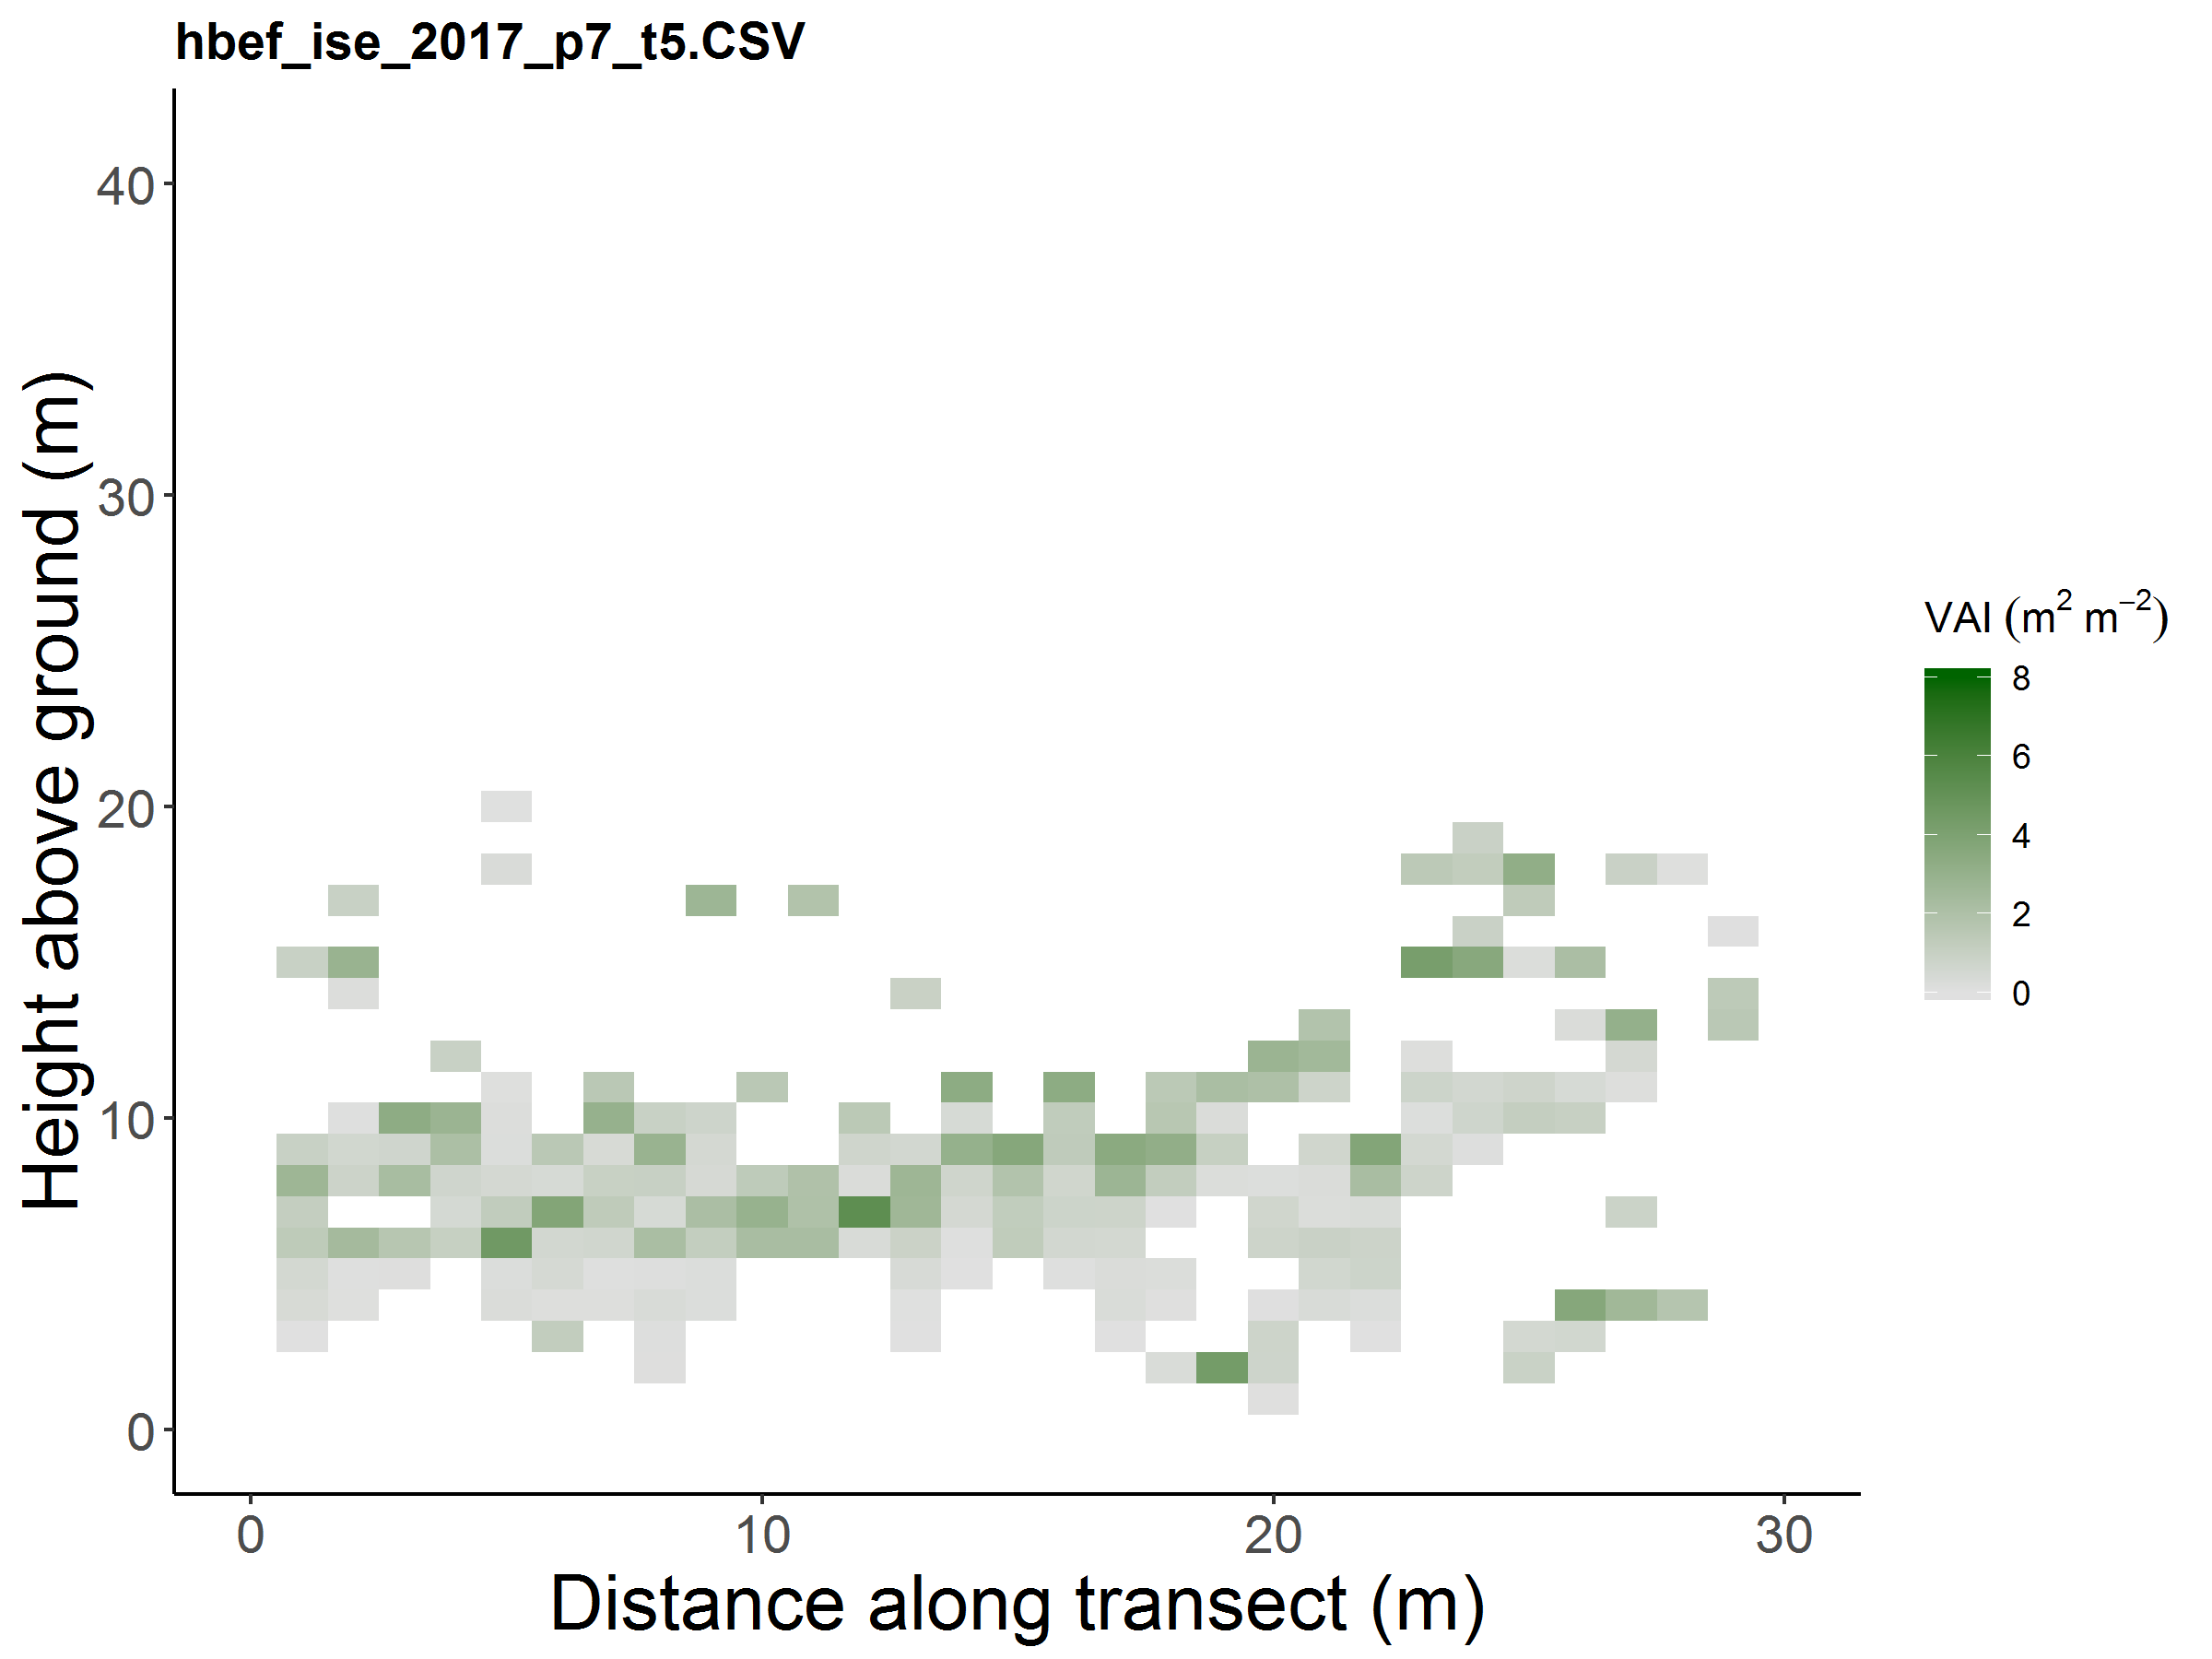 hbef_ise_2017_p7_t5.CSV
Height above ground (m)
40
30
20
10
0
0 10 20 30
Distance along transect (m)
VAI (m² m⁻²)
8
6
4
2
0